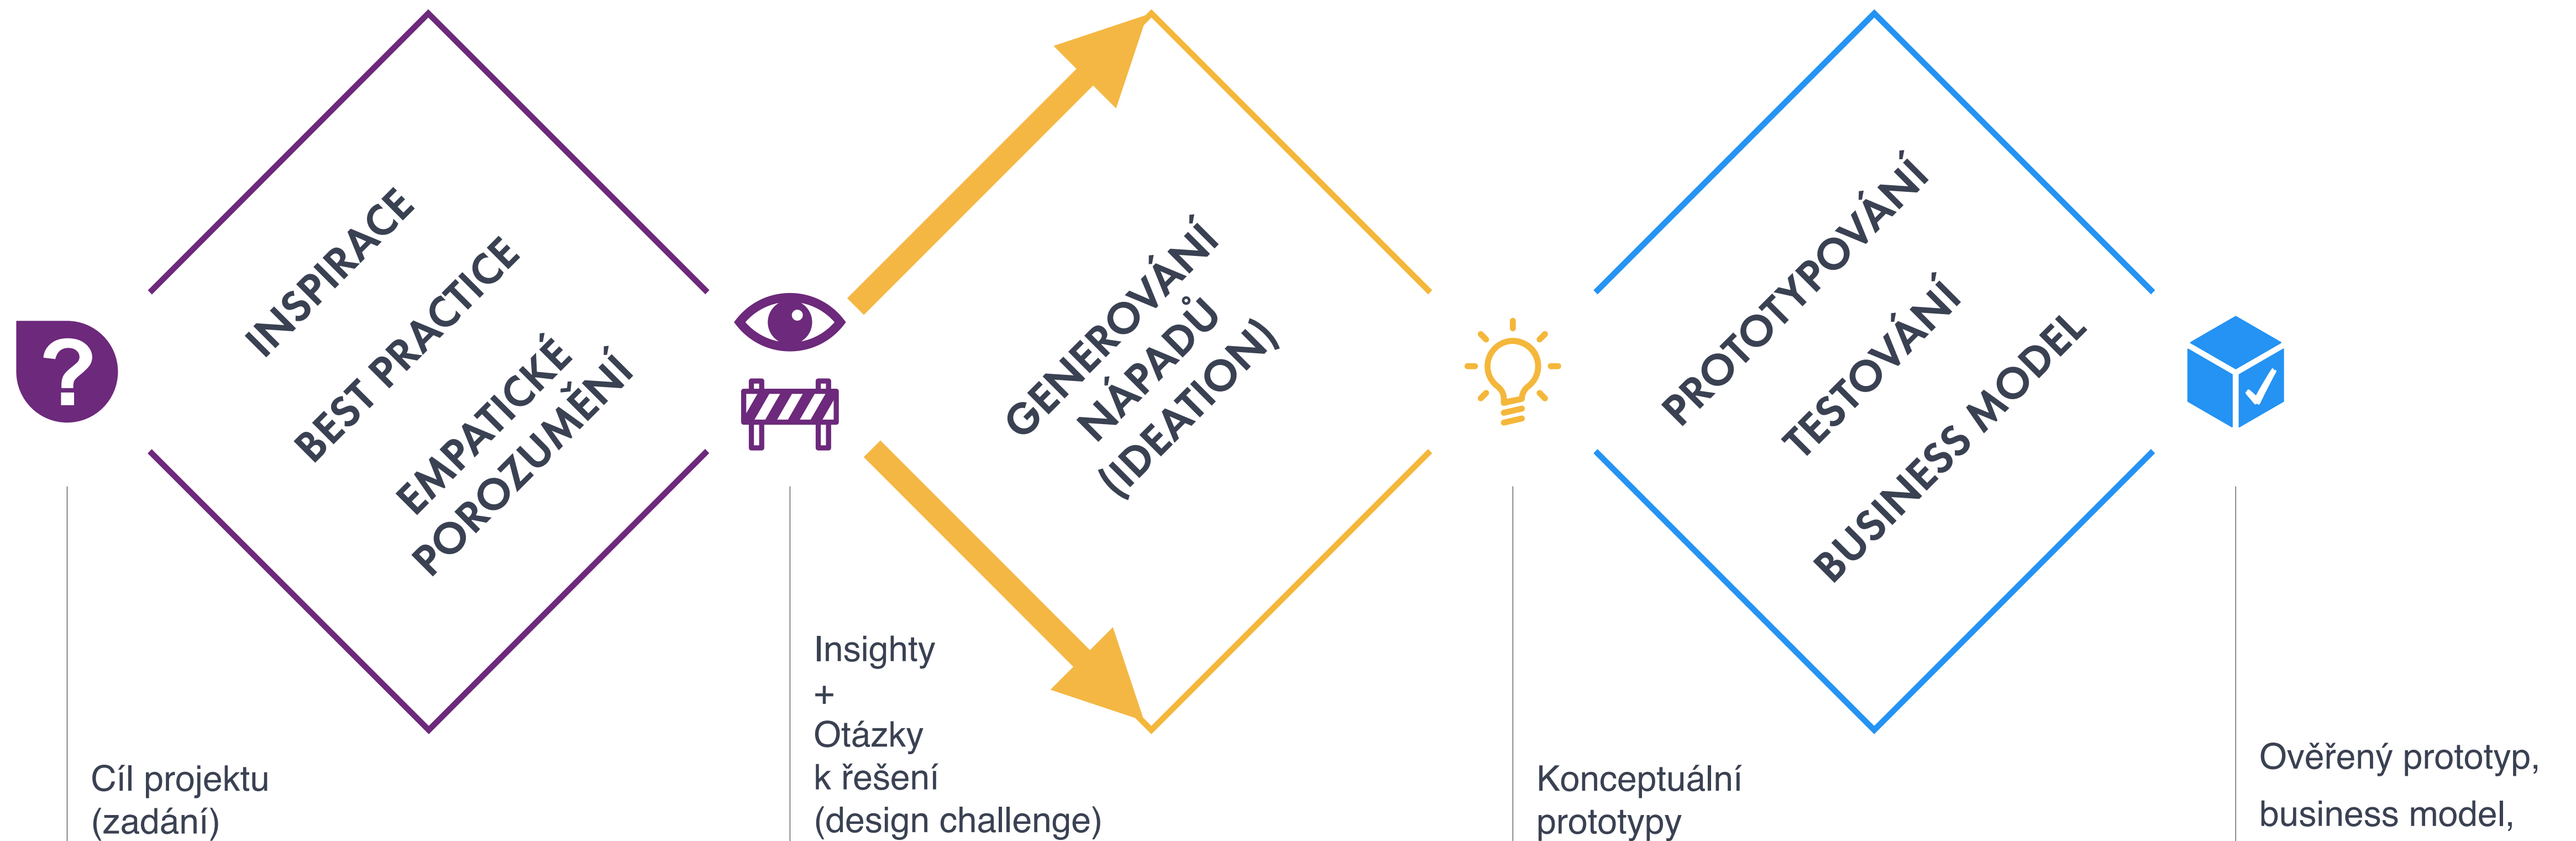 INSPIRACE
BEST PRACTICE
EMPATICKÉ
POROZUMĚNÍ
GENEROVÁNÍ
NÁPADŮ
(IDEATION)
PROTOTYPOVÁNÍ
TESTOVÁNÍ
BUSINESS MODEL
?
Cíl projektu
(zadání)
Insighty
+
Otázky
k řešení
(design challenge)
Konceptuální
prototypy
Ověřený prototyp,
business model,